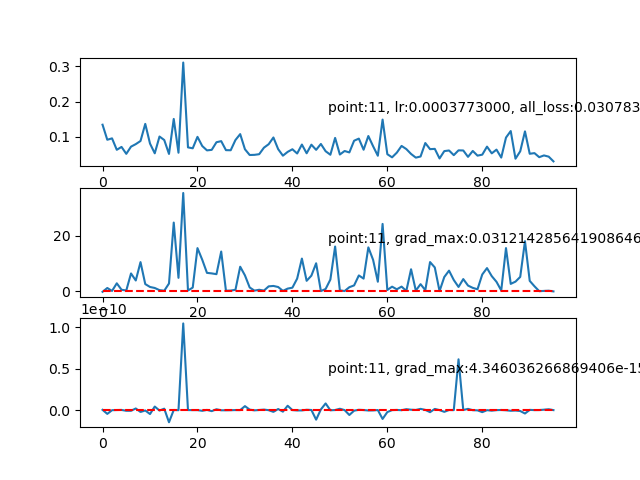 0.3
0.2
0.1
point:11, lr:0.0003773000, all_loss:0.030783
0 20 40 60 80
20
0
point:11, grad_max:0.031214285641908646
1e−10
0 20 40 60 80
1.0
0.5
0.0
point:11, grad_max:4.346036266869406e-15
0 20 40 60 80